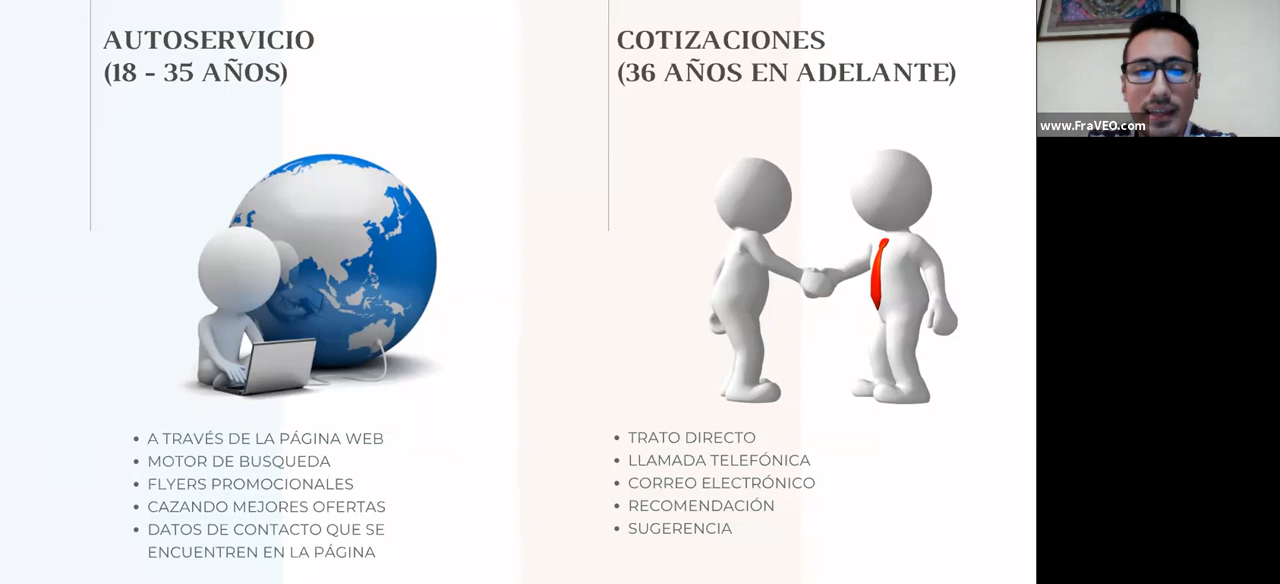 AUTOSERVICIO
(18 - 35 AÑOS)
A TRAVÉS DE LA PÁGINA WEB
MOTOR DE BUSQUEDA
FLYERS PROMOCIONALES
CAZANDO MEJORES OFERTAS
DATOS DE CONTACTO QUE SE
ENCUENTREN EN LA PÁGINA
COTIZACIONES
(36 AÑOS EN ADELANTE)
TRATO DIRECTO
LLAMADA TELEFÓNICA
CORREO ELECTRÓNICO
RECOMENDACIÓN
SUGERENCIA
www.FraVEO.com